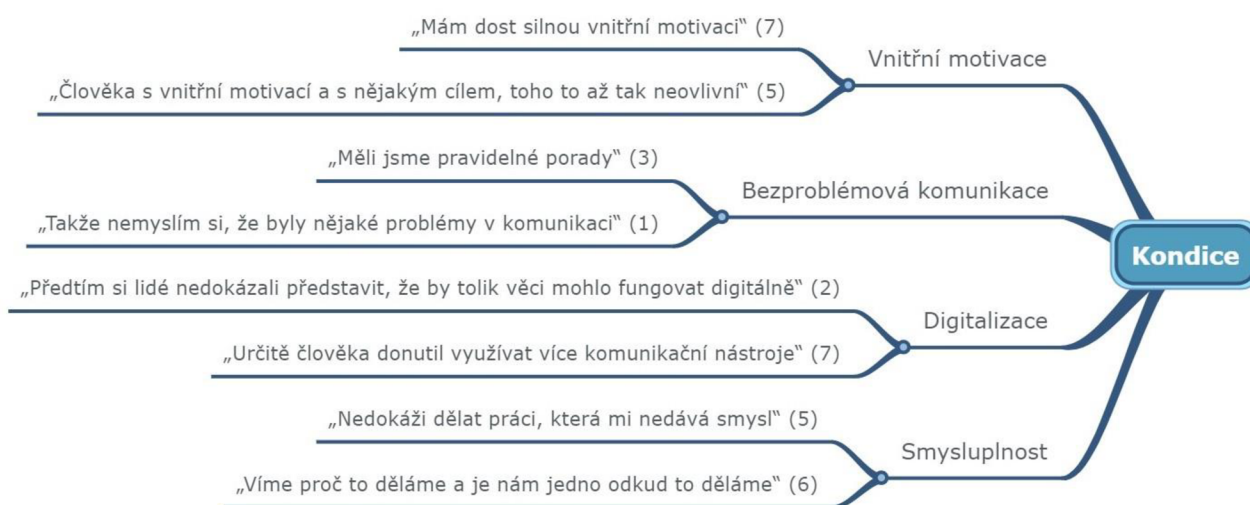 „Mám dost silnou vnitřní motivaci“ (7)
Vnitřní motivace
„Člověka s vnitřní motivací a s nějakým cílem, toho to až tak neovlivní“ (5)
„Měli jsme pravidelné porady“ (3)
Bezproblémová komunikace
„Takže nemyslím si, že byly nějaké problémy v komunikaci“ (1)
Kondice
„Předtím si lidé nedokázali představit, že by tolik věci mohlo fungovat digitálně“ (2)
Digitalizace
„Určitě člověka donutil využívat více komunikační nástroje“ (7)
„Nedokáži dělat práci, která mi nedává smysl“ (5)
Smysluplnost
„Víme proč to děláme a je nám jedno odkud to děláme“ (6)